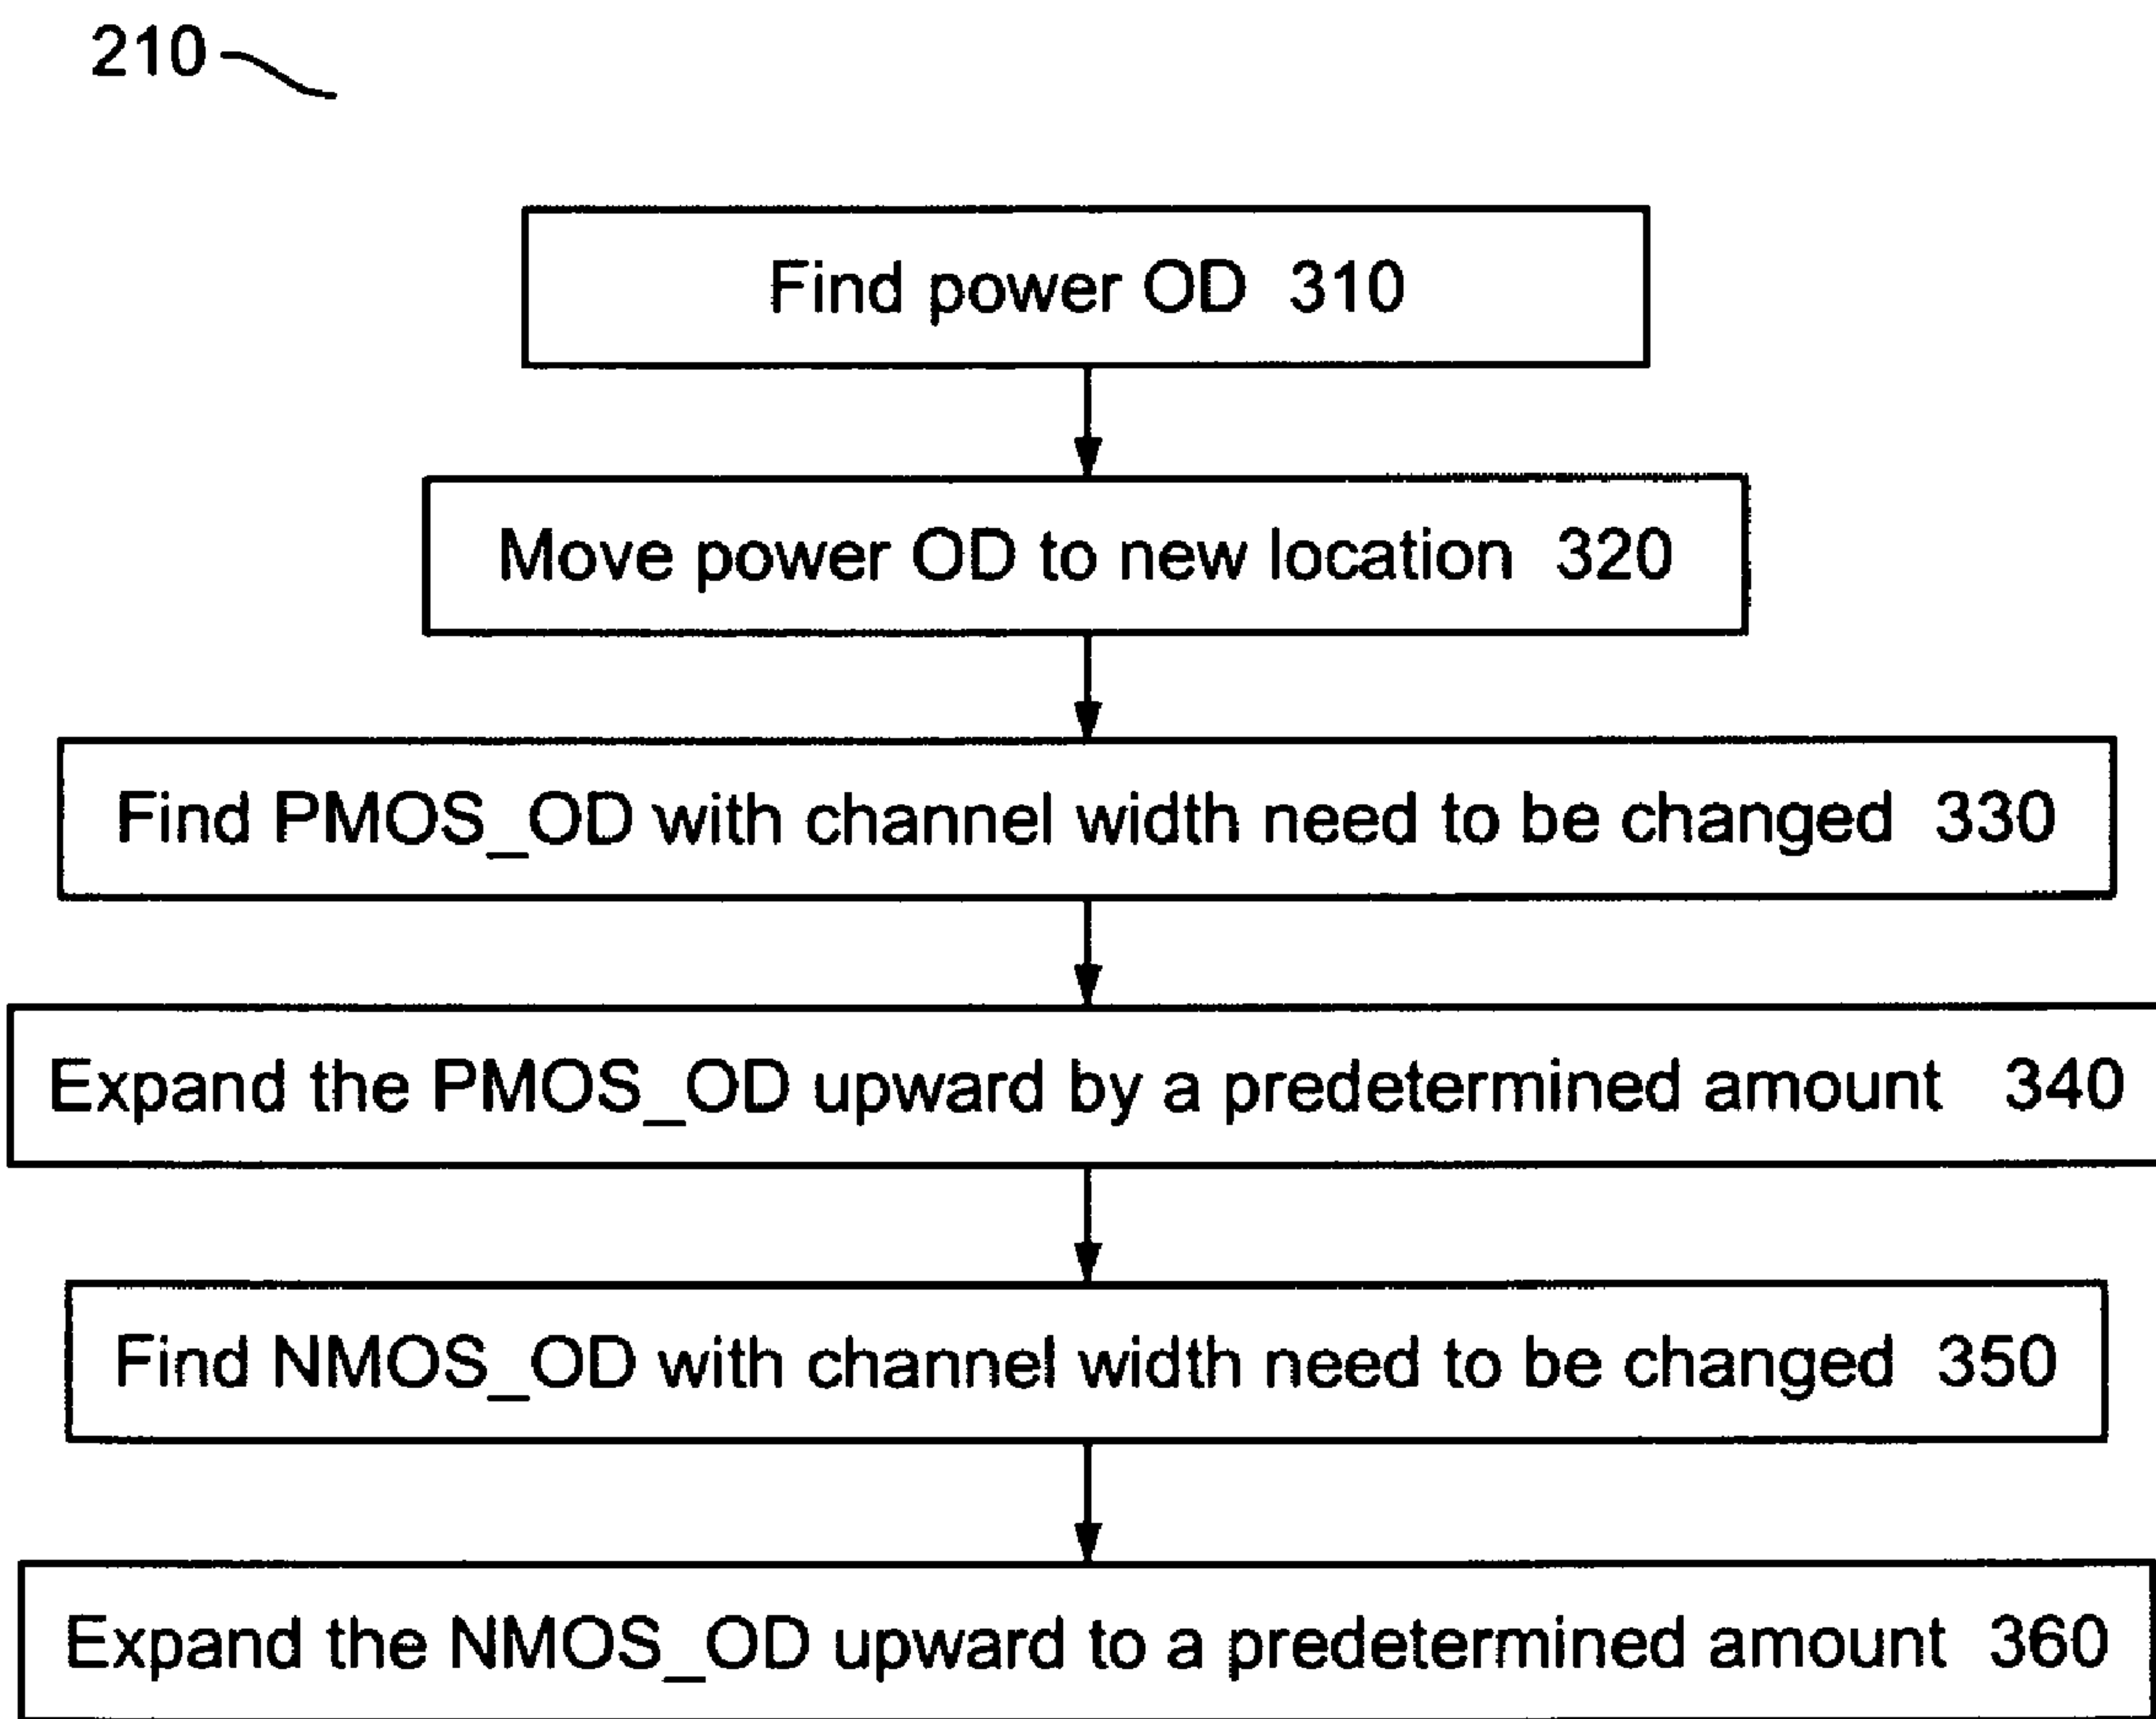 210
Find power OD 310
Move power OD to new location 320
Find PMOS_OD with channel width need to be changed 330
Expand the PMOS_OD upward by a predetermined amount 340
Find NMOS_OD with channel width need to be changed 350
Expand the NMOS_OD upward to a predetermined amount 360